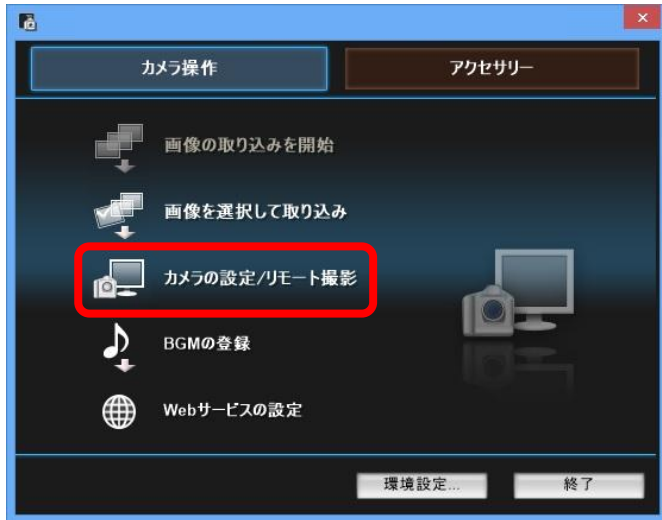 カメラ操作
アクセサリー
画像の取り込みを開始
画像を選択して取り込み
カメラの設定/リモート撮影
BGMの登録
Webサービスの設定
環境設定...
終了